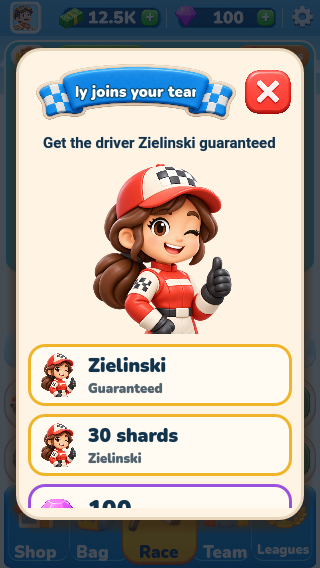 12.5K
100
ly joins your tear
Get the driver Zielinski guaranteed
Zielinski
Guaranteed
30 shards
Zielinski
100
Shop
Bag
Race
Team
Leagues